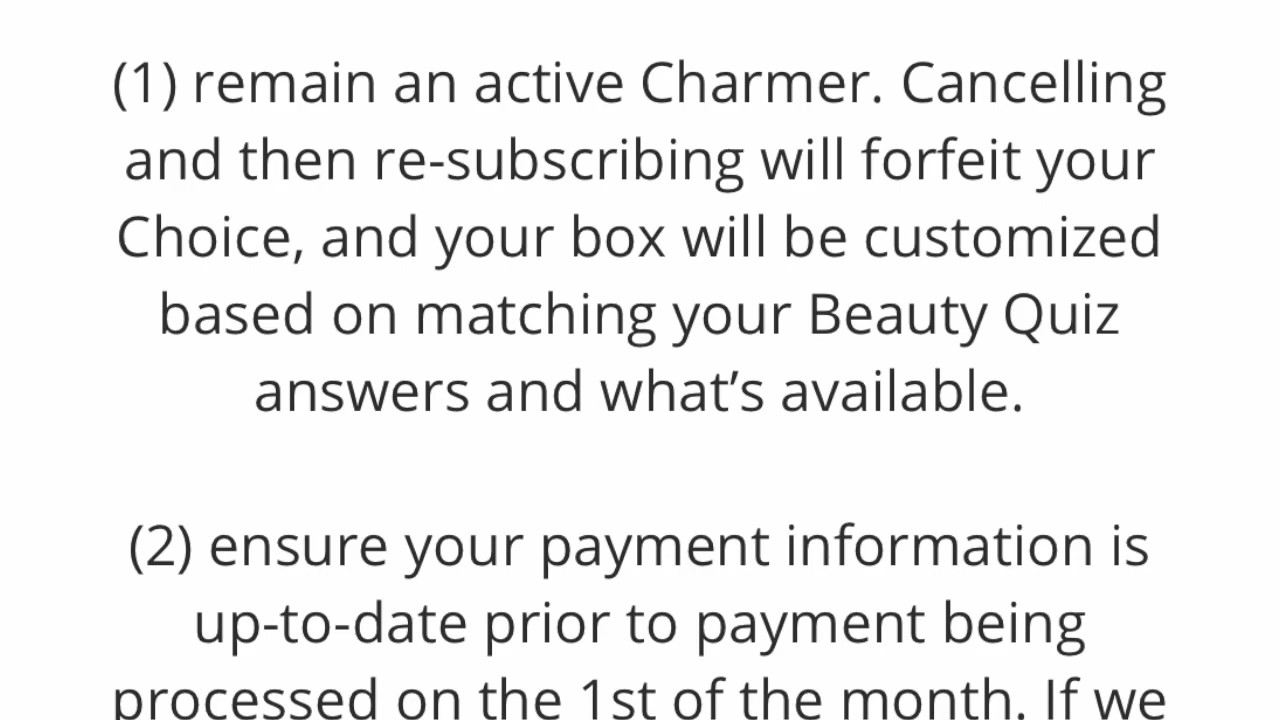 (1) remain an active Charmer. Cancelling
and then re-subscribing will forfeit your
Choice, and your box will be customized
based on matching your Beauty Quiz
answers and what’s available.
(2) ensure your payment information is
up-to-date prior to payment being
processed on the 1st of the month. If we